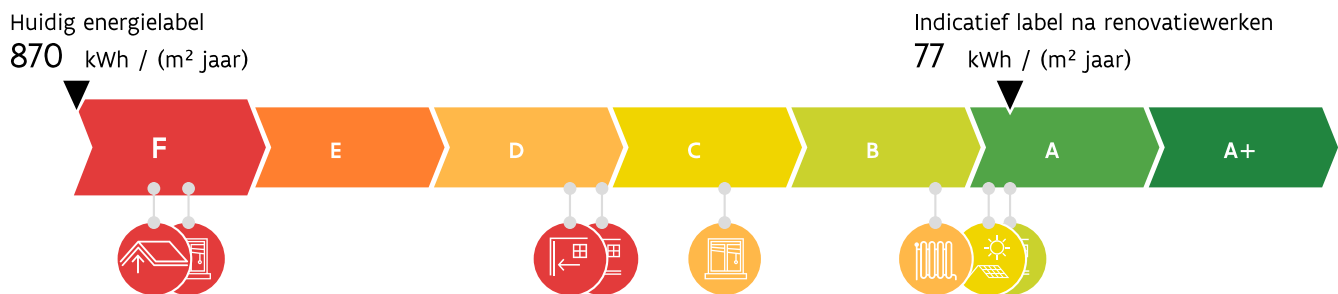 Huidig energielabel
870 kWh / (m² jaar)
Indicatief label na renovatiewerken
77 kWh / (m² jaar)
F E D C B A A+